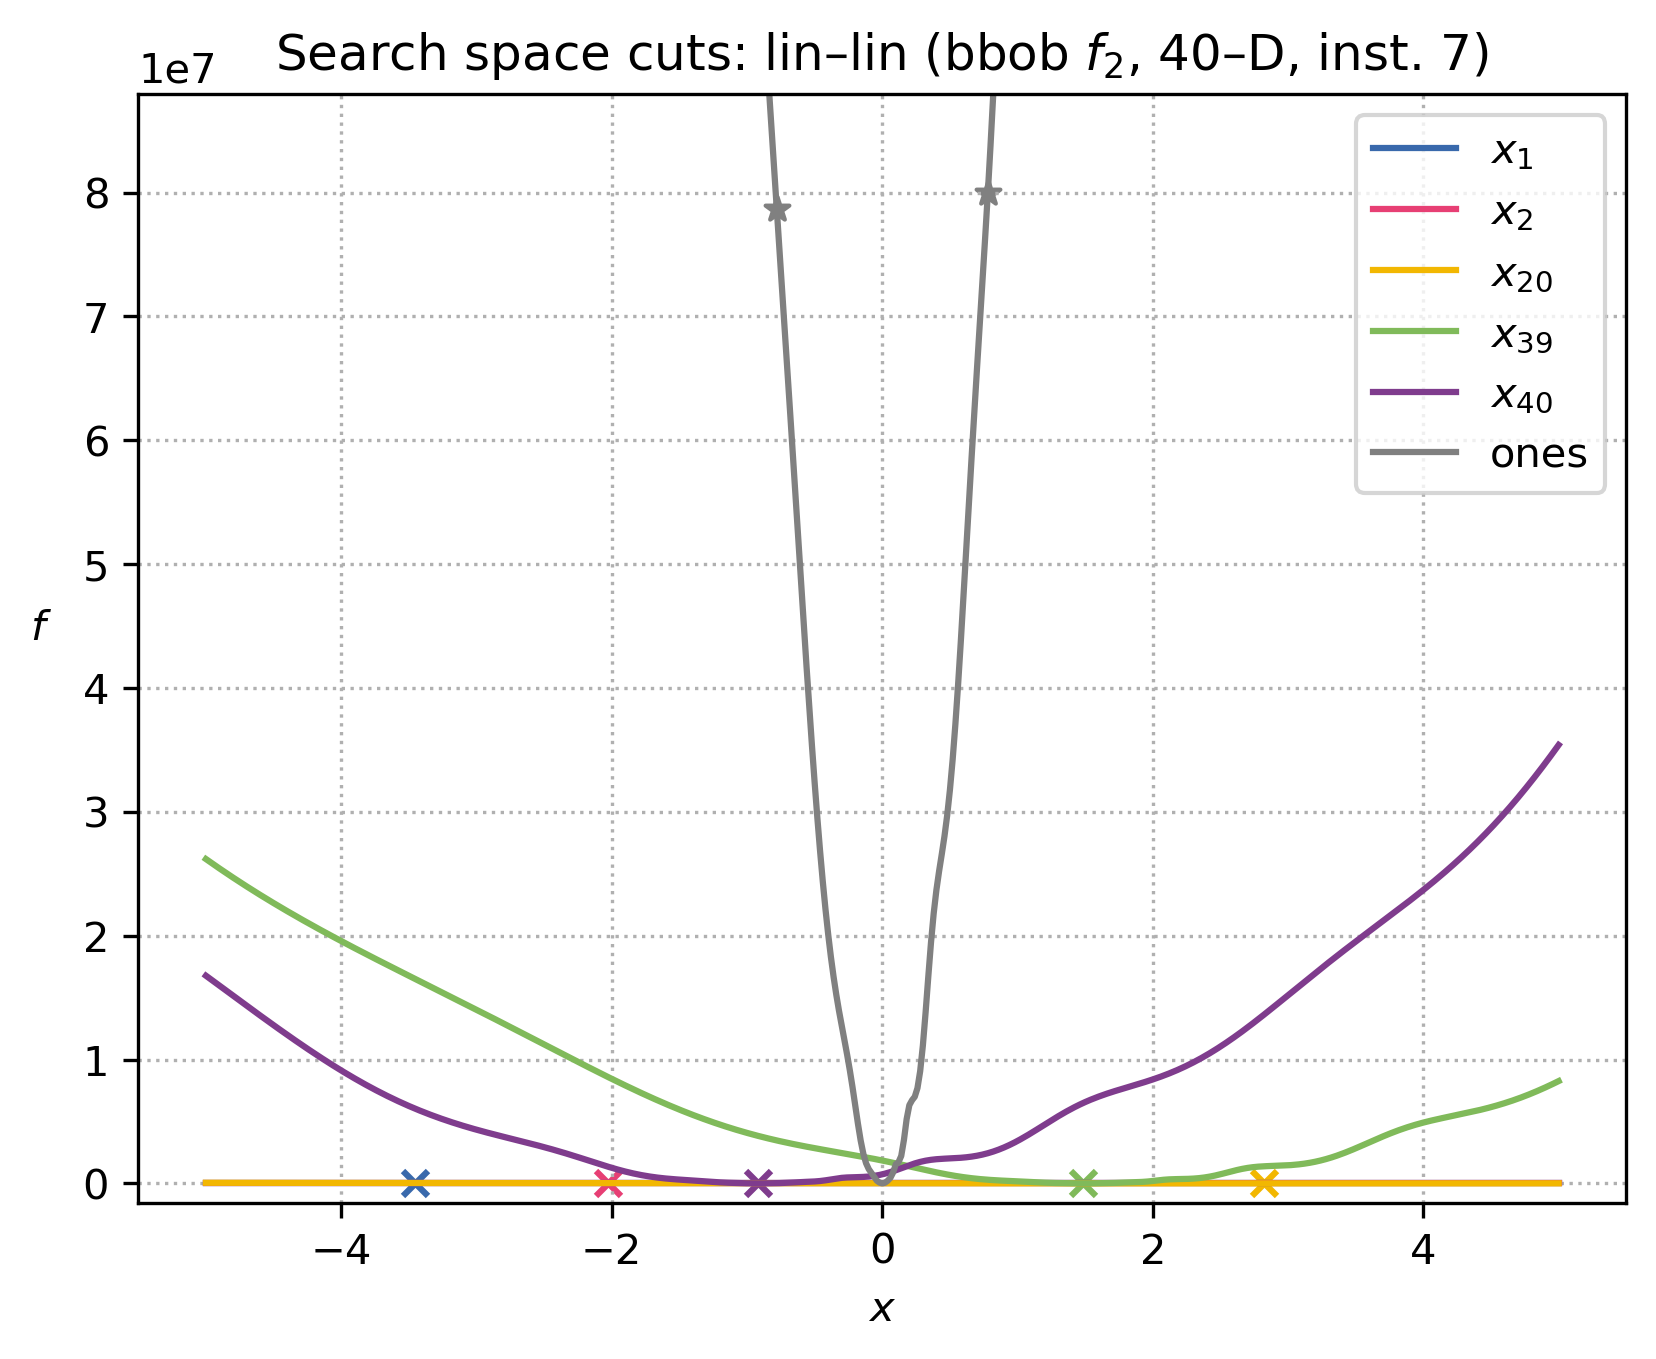 Search space cuts: lin–lin (bbob f₂, 40–D, inst. 7)
1e7
8
7
6
5
4
3
2
1
0
f
−4
−2
0
2
4
x
x₁
x₂
x₂₀
x₃₉
x₄₀
ones